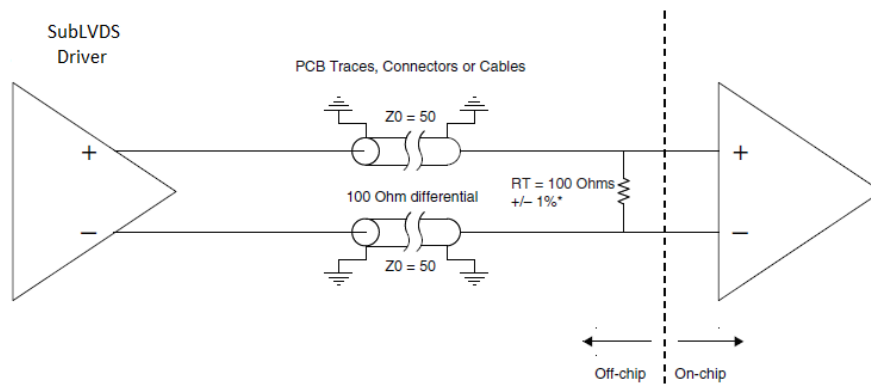 SubLVDS
Driver
PCB Traces, Connectors or Cables
Z0 = 50
+
+
RT = 100 Ohms
+/– 1%*
100 Ohm differential
–
–
Z0 = 50
Off-chip
On-chip